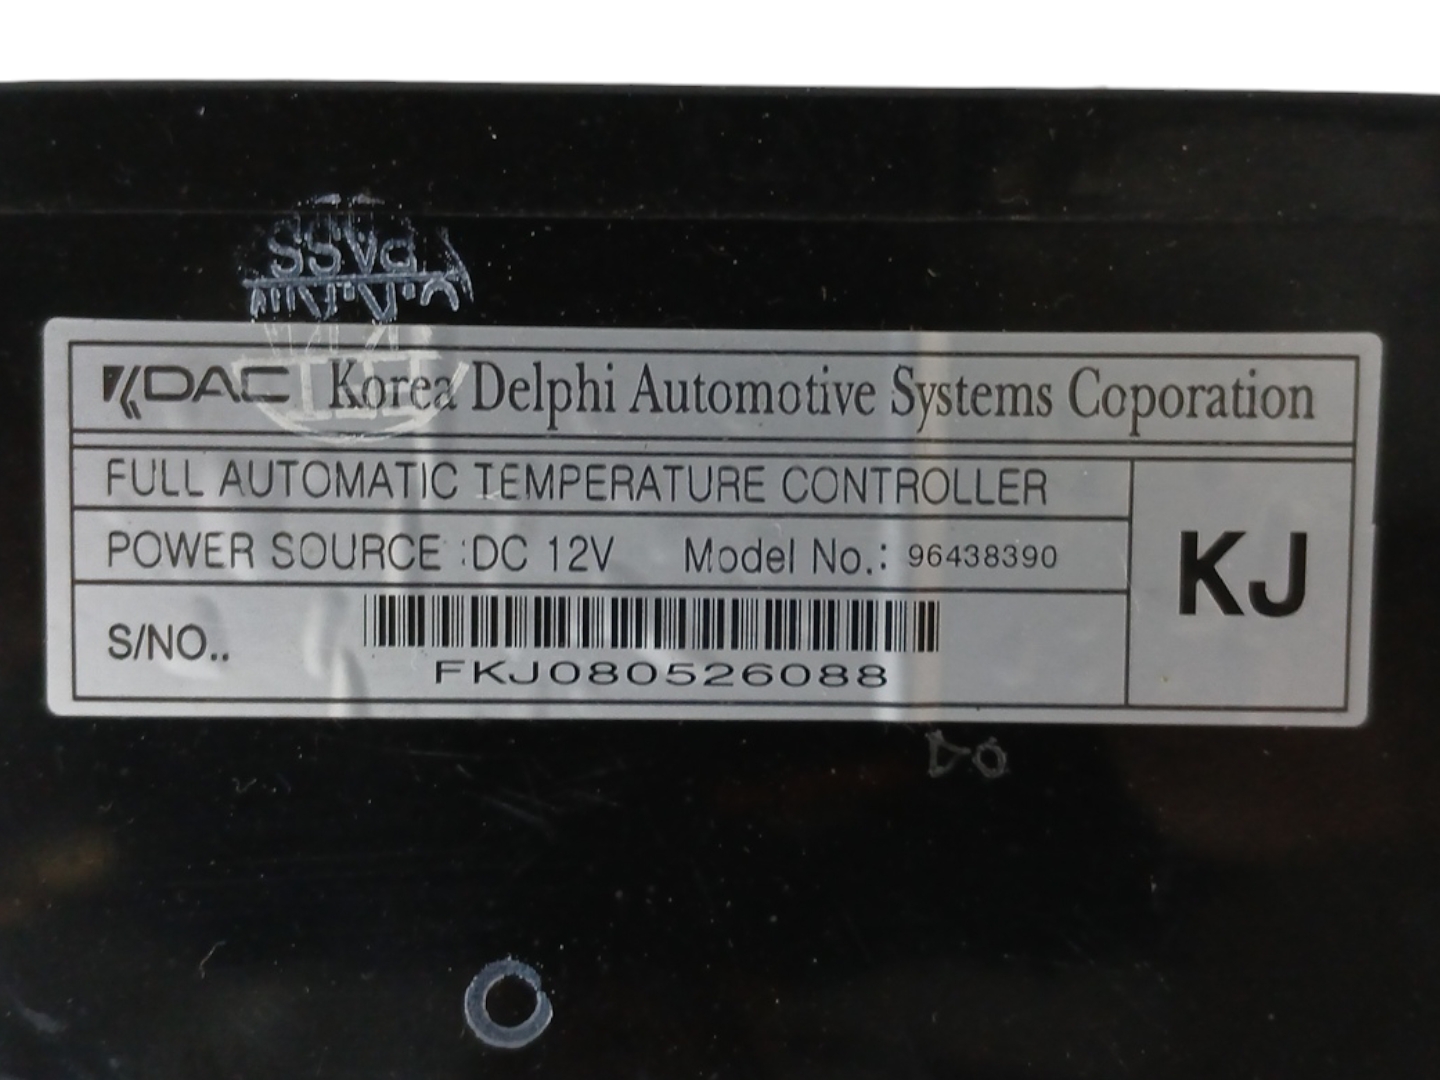 PASS
KDAC Korea Delphi Automotive Systems Coporation
FULL AUTOMATIC TEMPERATURE CONTROLLER
POWER SOURCE :DC 12V Model No.: 96438390
KJ
S/NO..
FKJ080526088